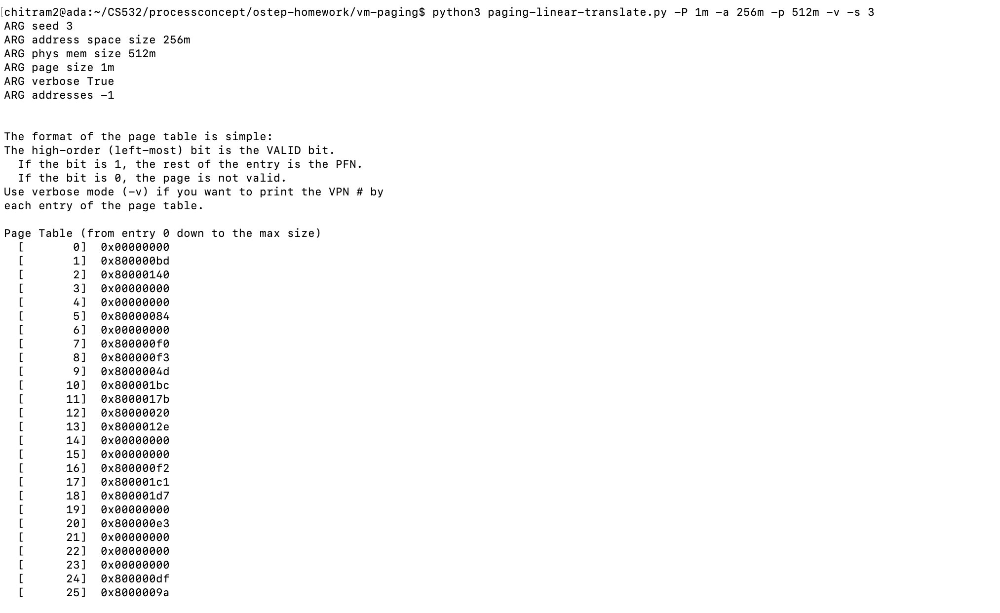 [chitram2@ada:~/CS532/processconcept/ostep-homework/vm-paging$ python3 paging-linear-translate.py -P 1m -a 256m -p 512m -v -s 3
ARG seed 3
ARG address space size 256m
ARG phys mem size 512m
ARG page size 1m
ARG verbose True
ARG addresses -1
The format of the page table is simple:
The high-order (left-most) bit is the VALID bit.
  If the bit is 1, the rest of the entry is the PFN.
  If the bit is 0, the page is not valid.
Use verbose mode (-v) if you want to print the VPN # by
each entry of the page table.
Page Table (from entry 0 down to the max size)
  [       0]  0x00000000
  [       1]  0x800000bd
  [       2]  0x80000140
  [       3]  0x00000000
  [       4]  0x00000000
  [       5]  0x80000084
  [       6]  0x00000000
  [       7]  0x800000f0
  [       8]  0x800000f3
  [       9]  0x8000004d
  [      10]  0x800001bc
  [      11]  0x8000017b
  [      12]  0x80000020
  [      13]  0x8000012e
  [      14]  0x00000000
  [      15]  0x00000000
  [      16]  0x800000f2
  [      17]  0x800001c1
  [      18]  0x800001d7
  [      19]  0x00000000
  [      20]  0x800000e3
  [      21]  0x00000000
  [      22]  0x00000000
  [      23]  0x00000000
  [      24]  0x800000df
  [      25]  0x8000009a